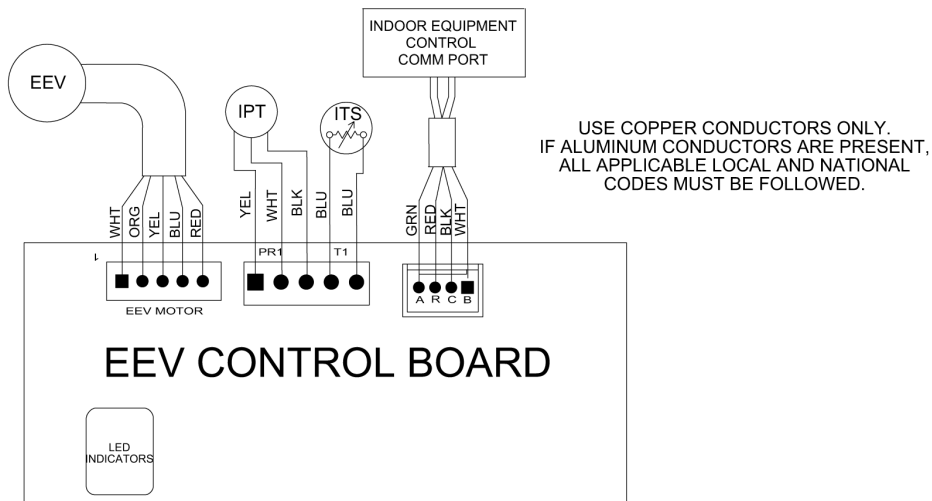 INDOOR EQUIPMENT
CONTROL
COMM PORT
EEV
IPT
ITS
USE COPPER CONDUCTORS ONLY.
IF ALUMINUM CONDUCTORS ARE PRESENT,
ALL APPLICABLE LOCAL AND NATIONAL
CODES MUST BE FOLLOWED.
WHT
ORG
YEL
BLU
RED
YEL
WHT
BLK
BLU
BLU
GRN
RED
BLK
WHT
1
PR1
T1
A R C B
EEV MOTOR
EEV CONTROL BOARD
LED
INDICATORS